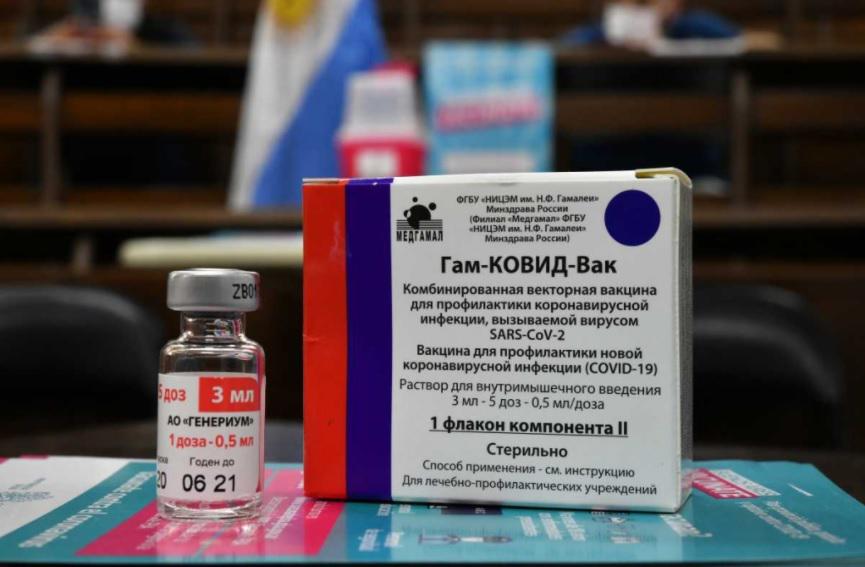 ФГБУ «НИЦЭМ им. Н.Ф. Гамалеи»
Минздрава России
(Филиал «Медгамал» ФГБУ
«НИЦЭМ им. Н.Ф. Гамалеи»
Минздрава России)
МЕДГАМАЛ
Гам-КОВИД-Вак
Комбинированная векторная вакцина
для профилактики коронавирусной
инфекции, вызываемой вирусом
SARS-CoV-2
Вакцина для профилактики новой
коронавирусной инфекции (COVID-19)
Раствор для внутримышечного введения
3 мл - 5 доз - 0,5 мл/доза
1 флакон компонента II
Стерильно
Способ применения - см. инструкцию
Для лечебно-профилактических учреждений
5 доз 3 мл
АО «ГЕНЕРИУМ»
1 доза - 0,5 мл
Годен до
20 06 21